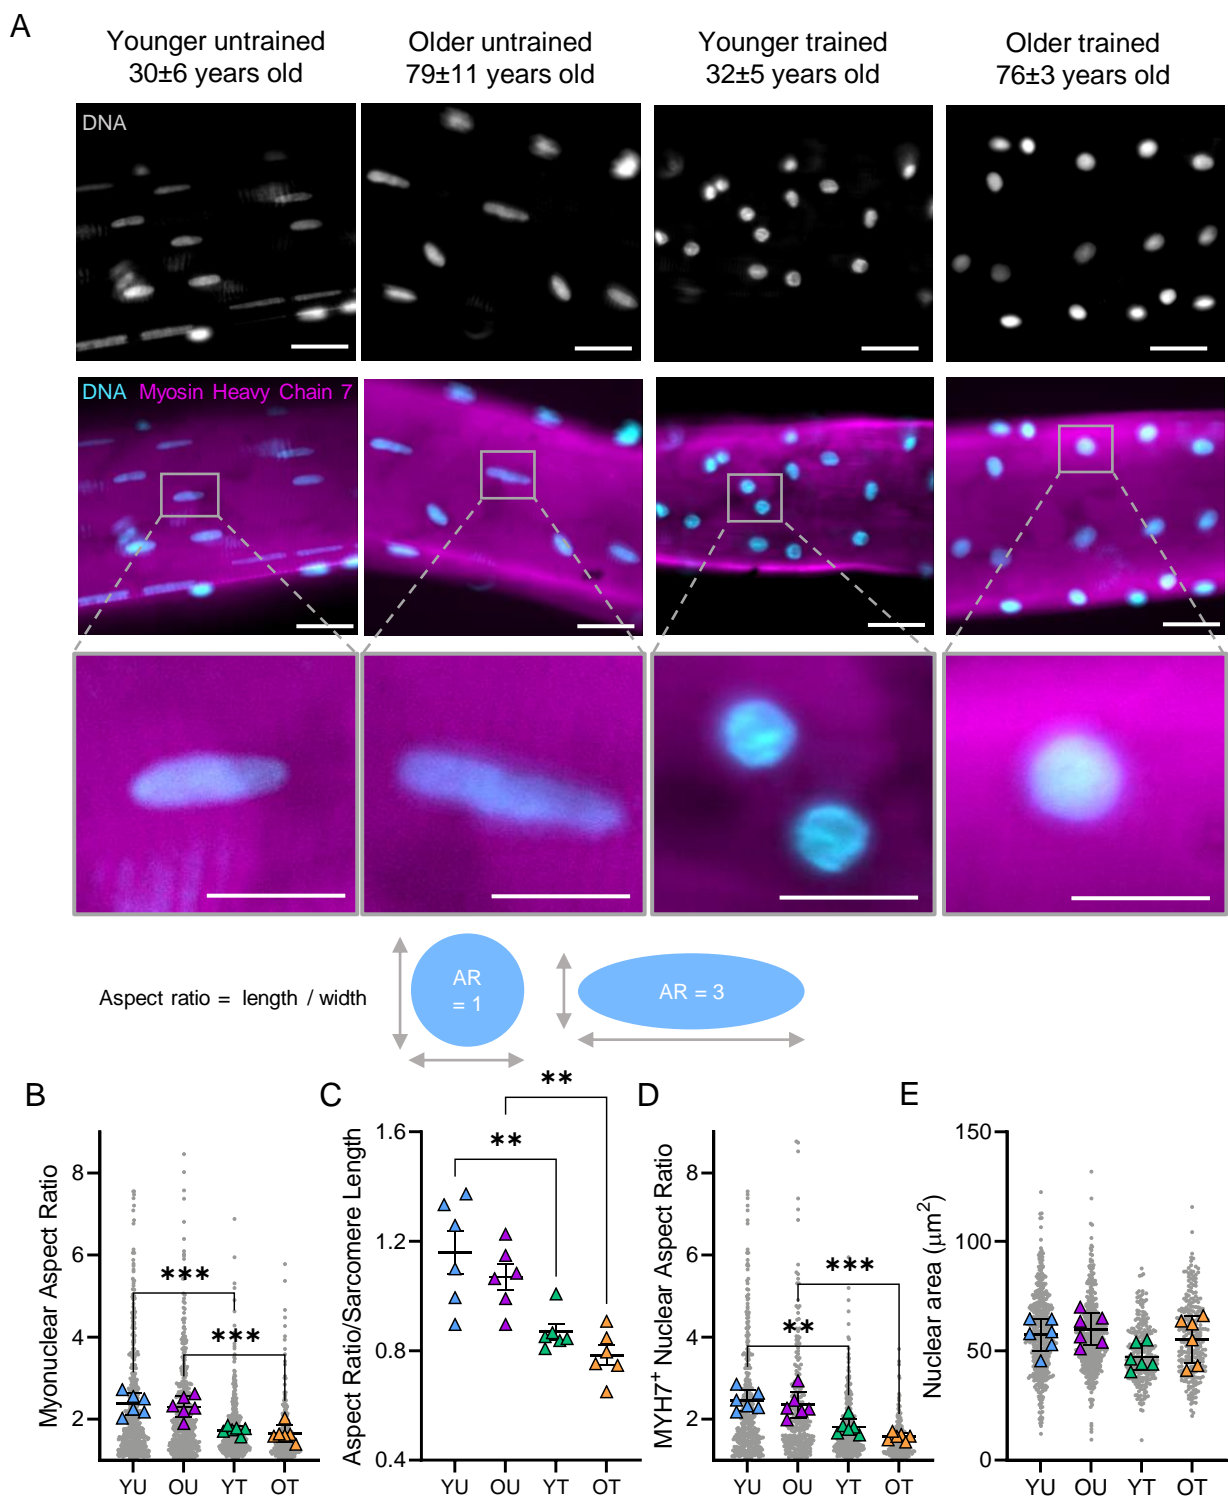 A
Younger untrained
30±6 years old
Older untrained
79±11 years old
Younger trained
32±5 years old
Older trained
76±3 years old
DNA
DNA Myosin Heavy Chain 7
Aspect ratio = length / width
AR
= 1
AR = 3
B
Myonuclear Aspect Ratio
8
6
4
2
***
***
YU OU YT OT
C
Aspect Ratio/Sarcomere Length
1.6
1.2
0.8
0.4
**
**
YU OU YT OT
D
MYH7+ Nuclear Aspect Ratio
8
6
4
2
***
**
YU OU YT OT
E
Nuclear area (μm²)
150
100
50
0
YU OU YT OT